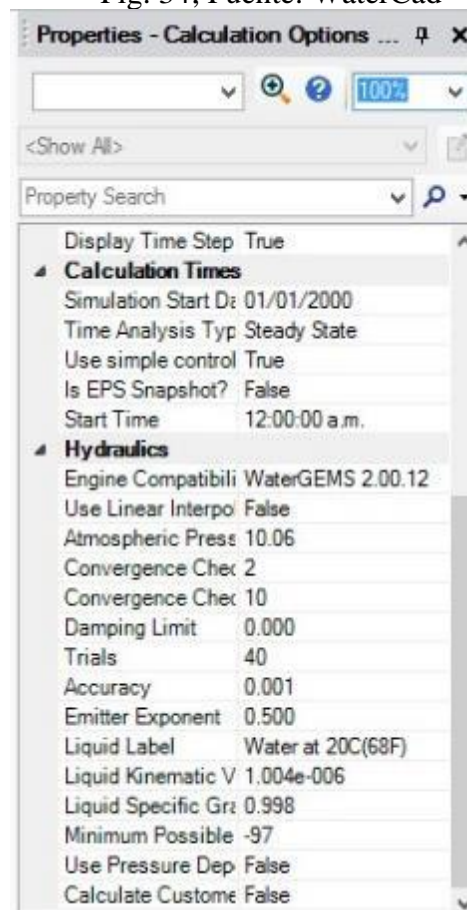 Fig. 34, Fuente: WaterCad
Properties - Calculation Options ...
100%
<Show All>
Property Search
Display Time Step True
Calculation Times
Simulation Start Da 01/01/2000
Time Analysis Typ Steady State
Use simple control True
Is EPS Snapshot? False
Start Time 12:00:00 a.m.
Hydraulics
Engine Compatibili WaterGEMS 2.00.12
Use Linear Interpo False
Atmospheric Press 10.06
Convergence Chec 2
Convergence Chec 10
Damping Limit 0.000
Trials 40
Accuracy 0.001
Emitter Exponent 0.500
Liquid Label Water at 20C(68F)
Liquid Kinematic V 1.004e-006
Liquid Specific Gra 0.998
Minimum Possible -97
Use Pressure Dep False
Calculate Custome False